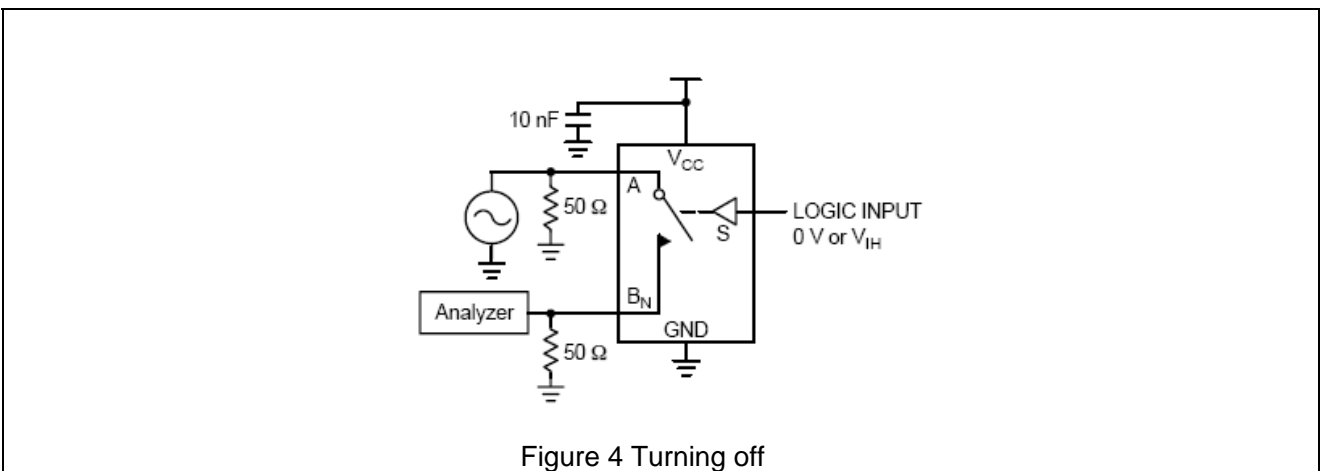 10 nF
V_CC
A
50 Ω
LOGIC INPUT
S
0 V or V_IH
B_N
Analyzer
GND
50 Ω
Figure 4 Turning off